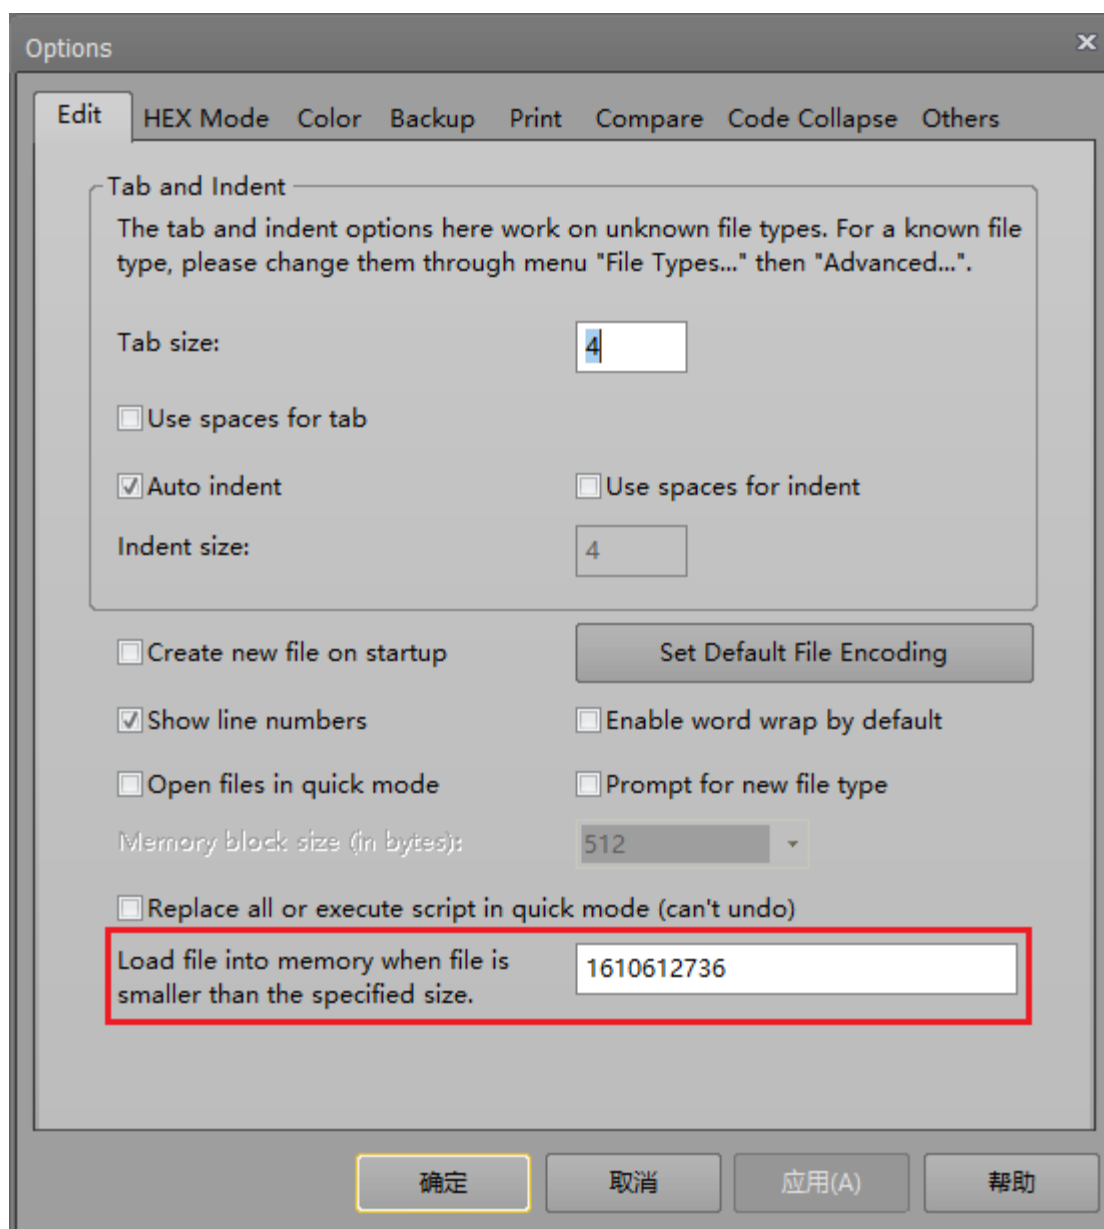 Options
Edit HEX Mode Color Backup Print Compare Code Collapse Others
Tab and Indent
The tab and indent options here work on unknown file types. For a known file
type, please change them through menu "File Types..." then "Advanced...".
Tab size: 4
Use spaces for tab
Auto indent Use spaces for indent
Indent size: 4
Create new file on startup Set Default File Encoding
Show line numbers Enable word wrap by default
Open files in quick mode Prompt for new file type
Memory block size (in bytes): 512
Replace all or execute script in quick mode (can't undo)
Load file into memory when file is 1610612736
smaller than the specified size.
确定 取消 应用(A) 帮助